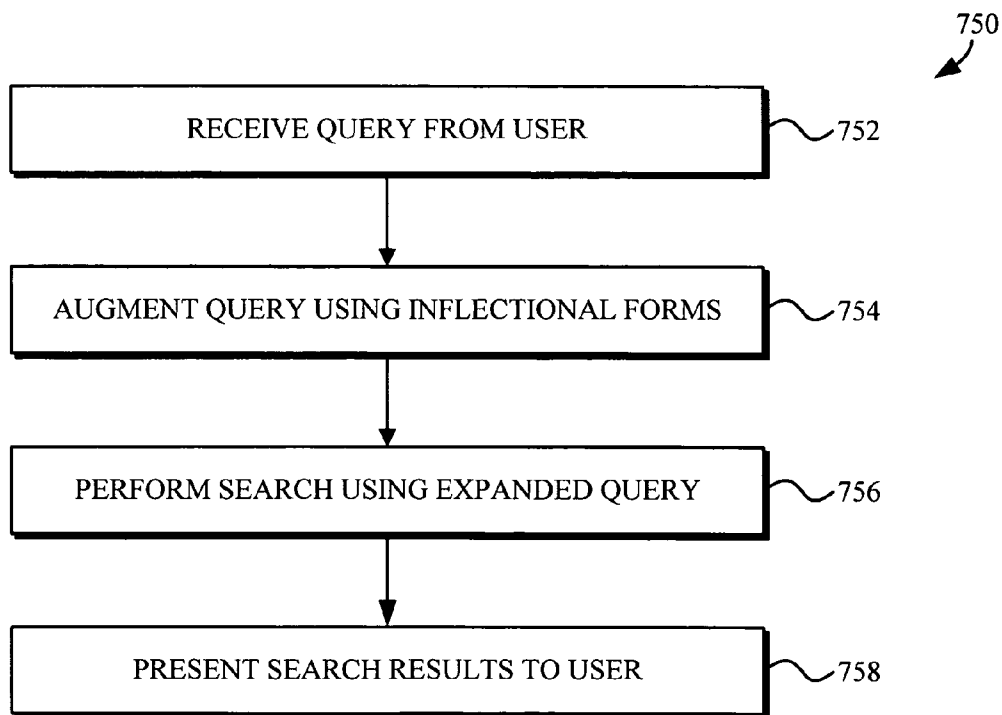 750
RECEIVE QUERY FROM USER
752
AUGMENT QUERY USING INFLECTIONAL FORMS
754
PERFORM SEARCH USING EXPANDED QUERY
756
PRESENT SEARCH RESULTS TO USER
758